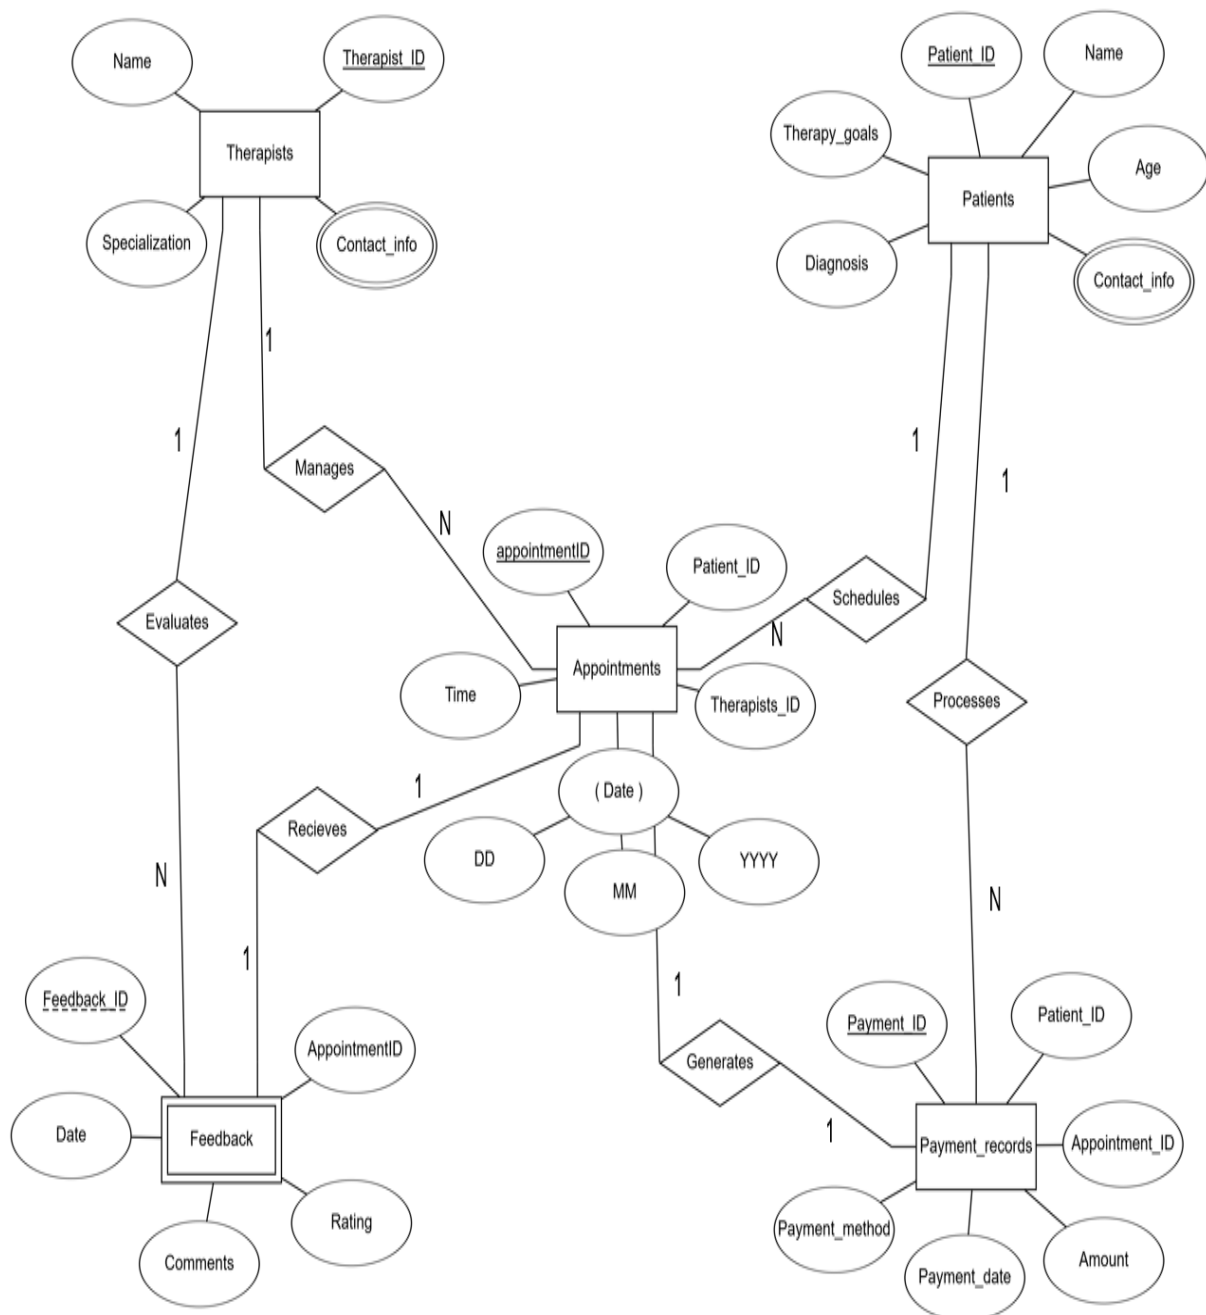 Name
Therapist_ID
Patient_ID
Name
Therapy_goals
Therapists
Age
Patients
Specialization
Contact_info
Diagnosis
Contact_info
1
1
1
1
Manages
N
appointmentID
Patient_ID
Schedules
Evaluates
N
Appointments
Time
Therapists_ID
Processes
1
( Date )
Recieves
DD
MM
YYYY
N
N
1
1
Feedback_ID
Payment_ID
Patient_ID
AppointmentID
Generates
Date
Feedback
1
Payment_records
Appointment_ID
Rating
Payment_method
Comments
Payment_date
Amount